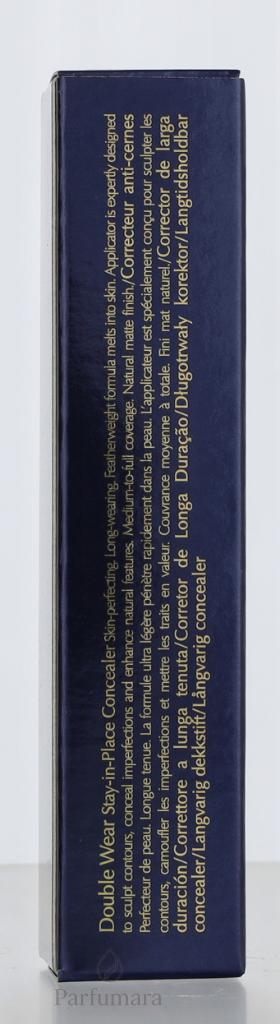 Double Wear Stay-in-Place Concealer Skin-perfecting. Long-wearing. Featherweight formula melts into skin. Applicator is expertly designed
to sculpt contours, conceal imperfections and enhance natural features. Medium-to-full coverage. Natural matte finish./Correcteur anti-cernes
Perfecteur de peau. Longue tenue. La formule ultra légère pénètre rapidement dans la peau. L'applicateur est spécialement conçu pour sculpter les
contours, camoufler les imperfections et mettre les traits en valeur. Couvrance moyenne à totale. Fini mat naturel./Corrector de larga
duración/Correttore a lunga tenuta/Corretor de Longa Duração/Długotrwały korektor/Langtidsholdbar
concealer/Langvarig dekkstift/Långvarig concealer
Parfumara